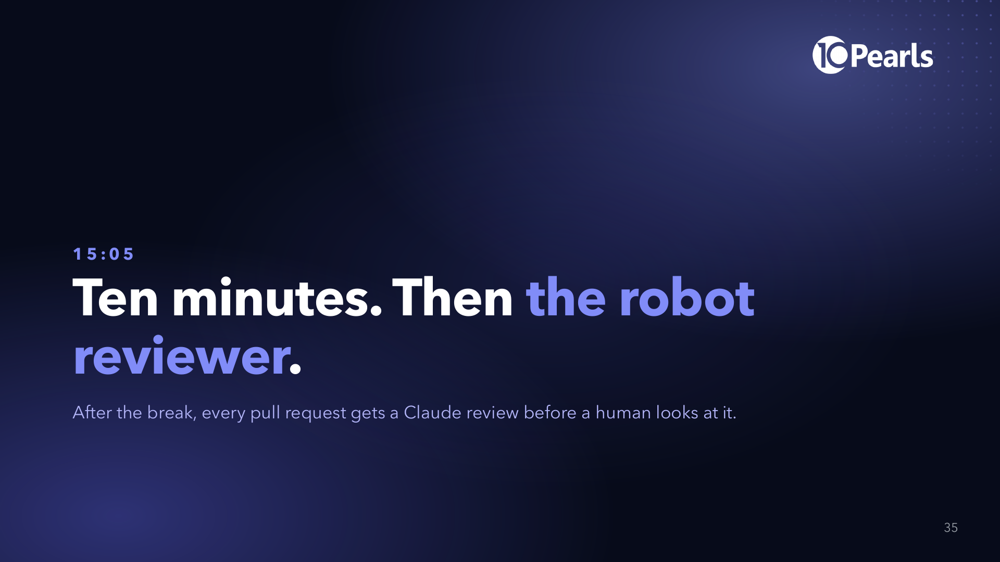 10Pearls
15:05
Ten minutes. Then the robot
reviewer.
After the break, every pull request gets a Claude review before a human looks at it.
35